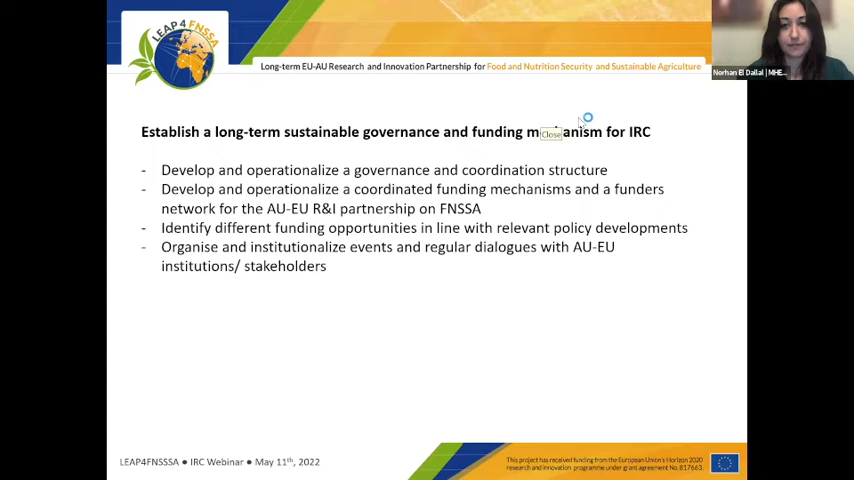 LEAP 4 FNSSA
Long-term EU-AU Research and Innovation Partnership for Food and Nutrition Security and Sustainable Agriculture
Norhan El Dallal | MHE...
Establish a long-term sustainable governance and funding m anism for IRC
Close
- Develop and operationalize a governance and coordination structure
- Develop and operationalize a coordinated funding mechanisms and a funders
network for the AU-EU R&I partnership on FNSSA
- Identify different funding opportunities in line with relevant policy developments
- Organise and institutionalize events and regular dialogues with AU-EU
institutions/ stakeholders
LEAP4FNSSSA ● IRC Webinar ● May 11th, 2022
This project has received funding from the European Union's Horizon 2020
research and innovation programme under grant agreement No.817663.